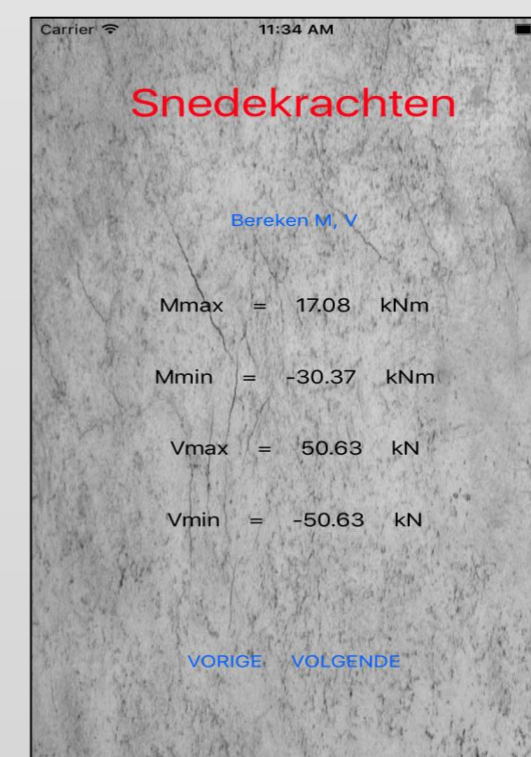 Carrier 11:34 AM
Snedekrachten
Bereken M, V
Mmax = 17.08 kNm
Mmin = -30.37 kNm
Vmax = 50.63 kN
Vmin = -50.63 kN
VORIGE VOLGENDE